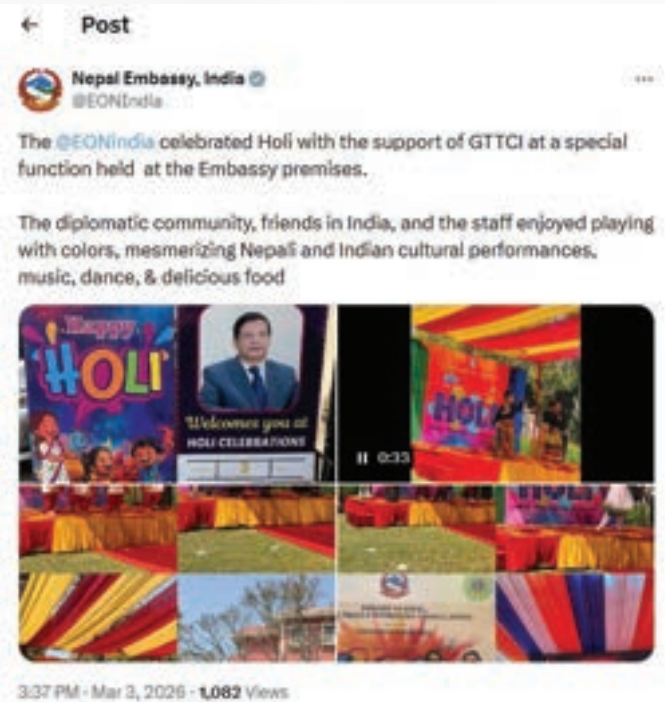 Post
Nepal Embassy, India
@EONIndia
The @EONIndia celebrated Holi with the support of GTTCI at a special
function held at the Embassy premises.
The diplomatic community, friends in India, and the staff enjoyed playing
with colors, mesmerizing Nepali and Indian cultural performances,
music, dance, & delicious food
Happy
HOLI
Welcomes you at
HOLI CELEBRATIONS
HOLI
0:33
HOLI
3:37 PM · Mar 3, 2026 · 1,082 Views